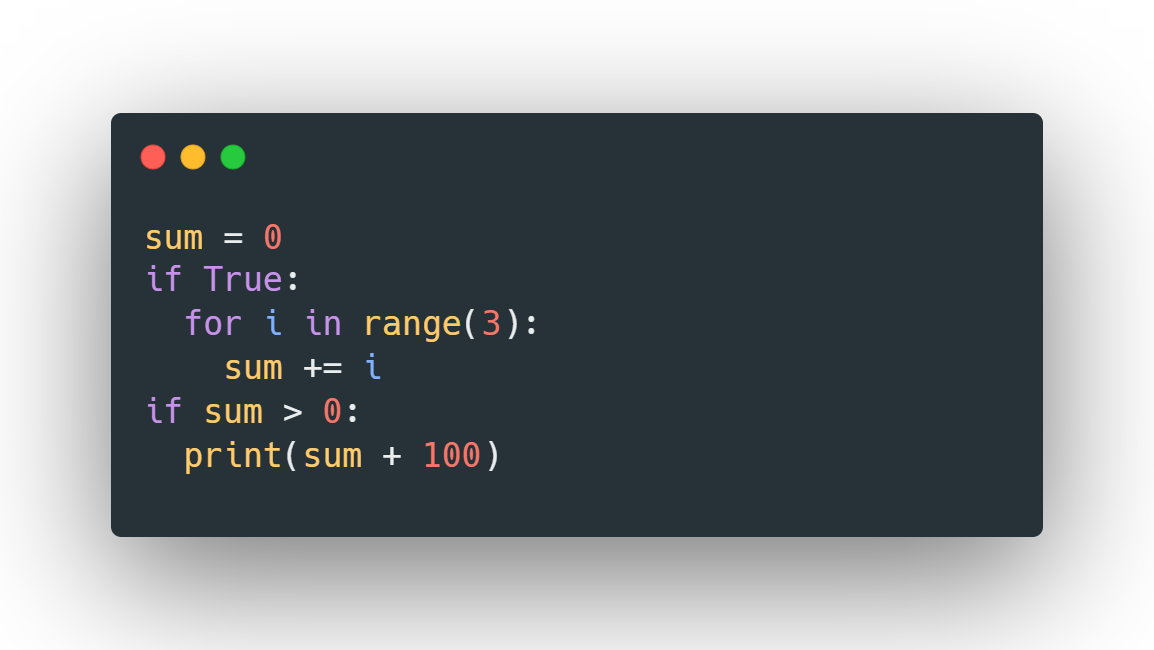 sum = 0
if True:
  for i in range(3):
    sum += i
if sum > 0:
  print(sum + 100)